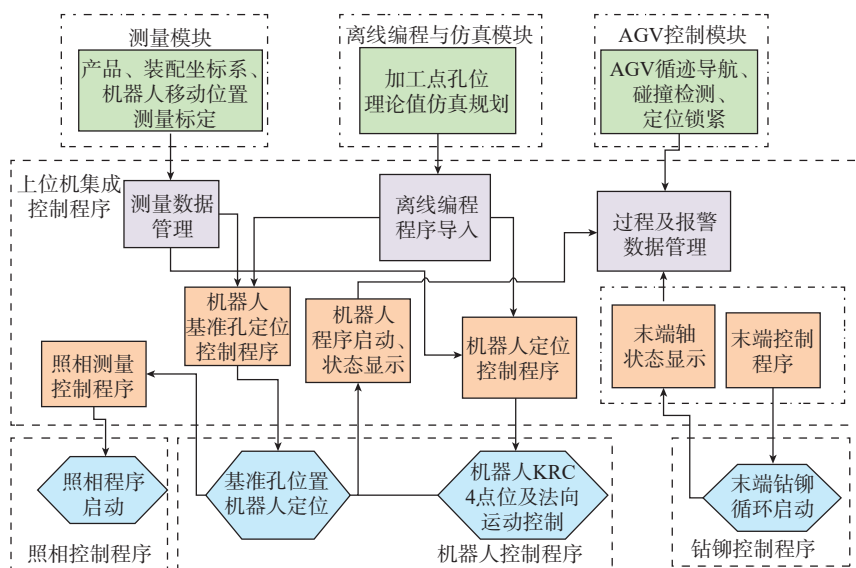 测量模块
产品、装配坐标系、
机器人移动位置
测量标定
离线编程与仿真模块
加工点孔位
理论值仿真规划
AGV控制模块
AGV循迹导航、
碰撞检测、
定位锁紧
上位机集成
控制程序
测量数据
管理
离线编程
程序导入
过程及报警
数据管理
机器人
基准孔定位
控制程序
机器人
程序启动、
状态显示
机器人定位
控制程序
末端轴
状态显示
末端控制
程序
照相测量
控制程序
照相程序
启动
基准孔位置
机器人定位
机器人KRC
4点位及法向
运动控制
末端钻铆
循环启动
照相控制程序
机器人控制程序
钻铆控制程序